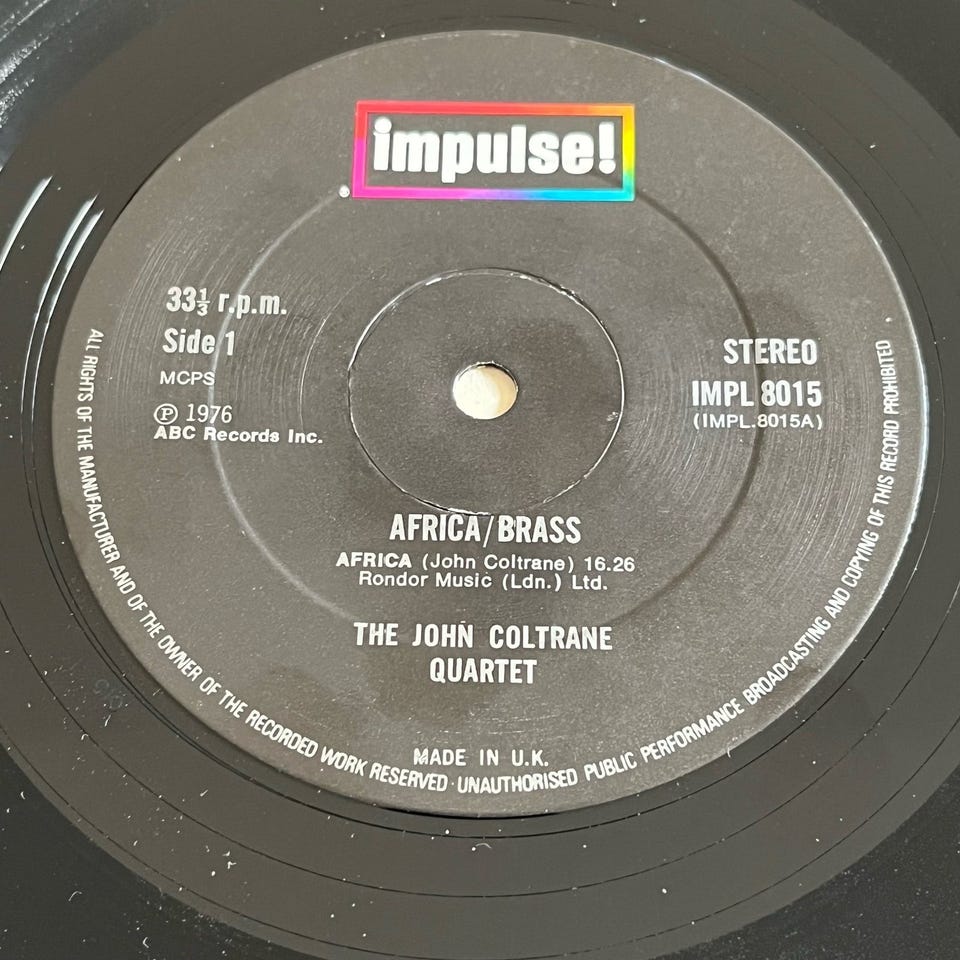 impulse!
®
33⅓ r.p.m.
Side 1
MCPS
Ⓟ 1976
ABC Records Inc.
STEREO
IMPL 8015
(IMPL.8015A)
AFRICA/BRASS
AFRICA (John Coltrane) 16.26
Rondor Music (Ldn.) Ltd.
THE JOHN COLTRANE
QUARTET
MADE IN U.K.
ALL RIGHTS OF THE MANUFACTURER AND OF THE OWNER OF THE RECORDED WORK RESERVED · UNAUTHORISED PUBLIC PERFORMANCE BROADCASTING AND COPYING OF THIS RECORD PROHIBITED